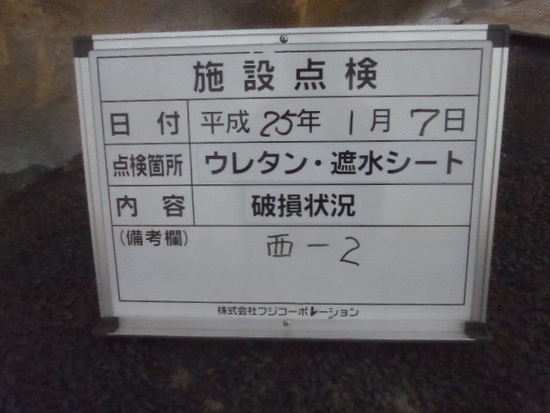 施設点検
日付 平成25年 1月 7日
点検箇所 ウレタン・遮水シート
内容 破損状況
(備考欄) 西-2
株式会社フジコーポレーション